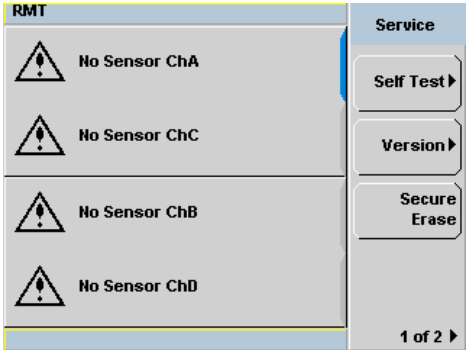 RMT
No Sensor ChA
No Sensor ChC
No Sensor ChB
No Sensor ChD
Service
Self Test
Version
Secure
Erase
1 of 2